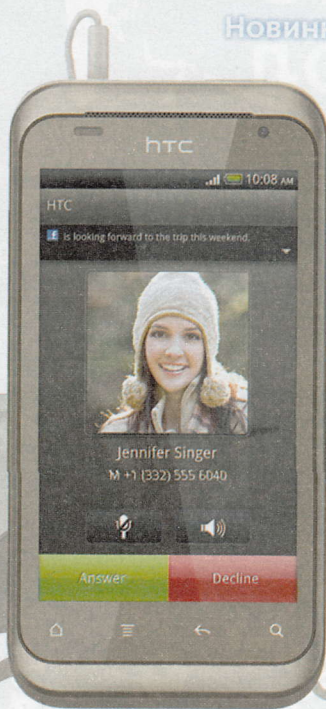 Новинк
hTC
10:08 AM
HTC
f is looking forward to the trip this weekend.
Jennifer Singer
M +1 (332) 555 6040
Answer
Decline